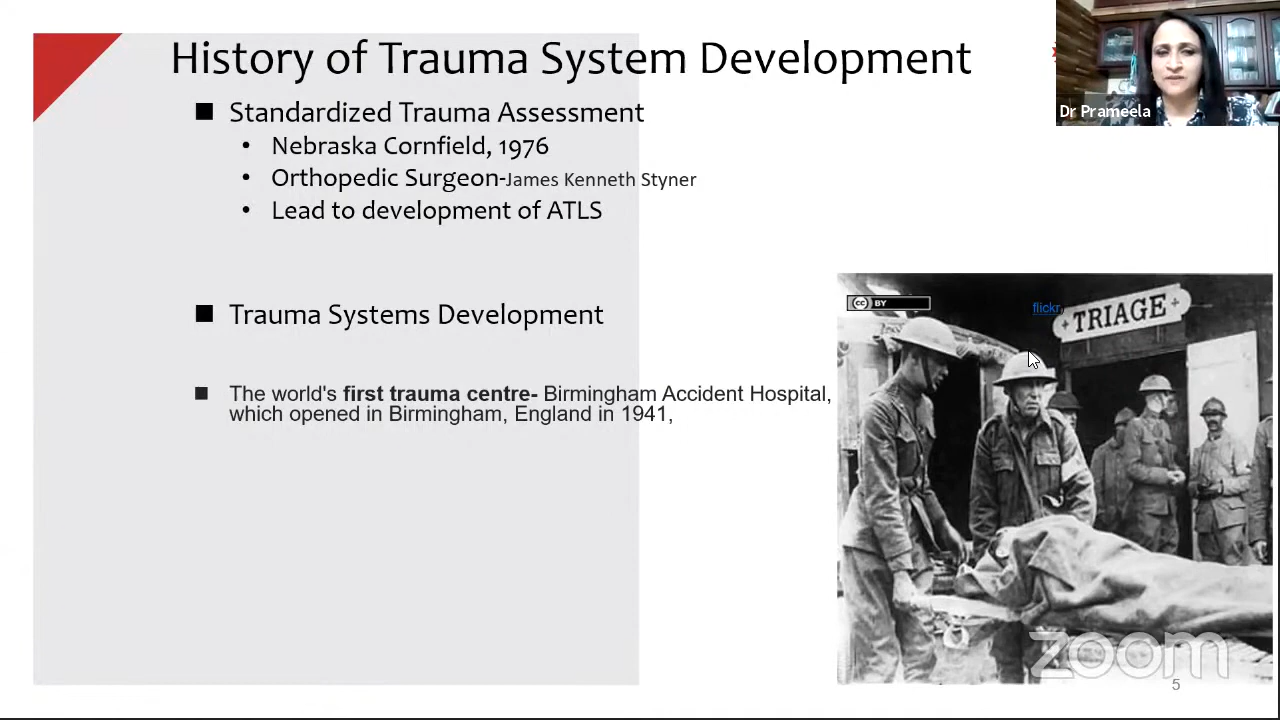 History of Trauma System Development
Dr Prameela
■ Standardized Trauma Assessment
• Nebraska Cornfield, 1976
• Orthopedic Surgeon-James Kenneth Styner
• Lead to development of ATLS
■ Trauma Systems Development
■ The world's first trauma centre- Birmingham Accident Hospital,
which opened in Birmingham, England in 1941,
cc BY
flickr,
+TRIAGE+
zoom
5